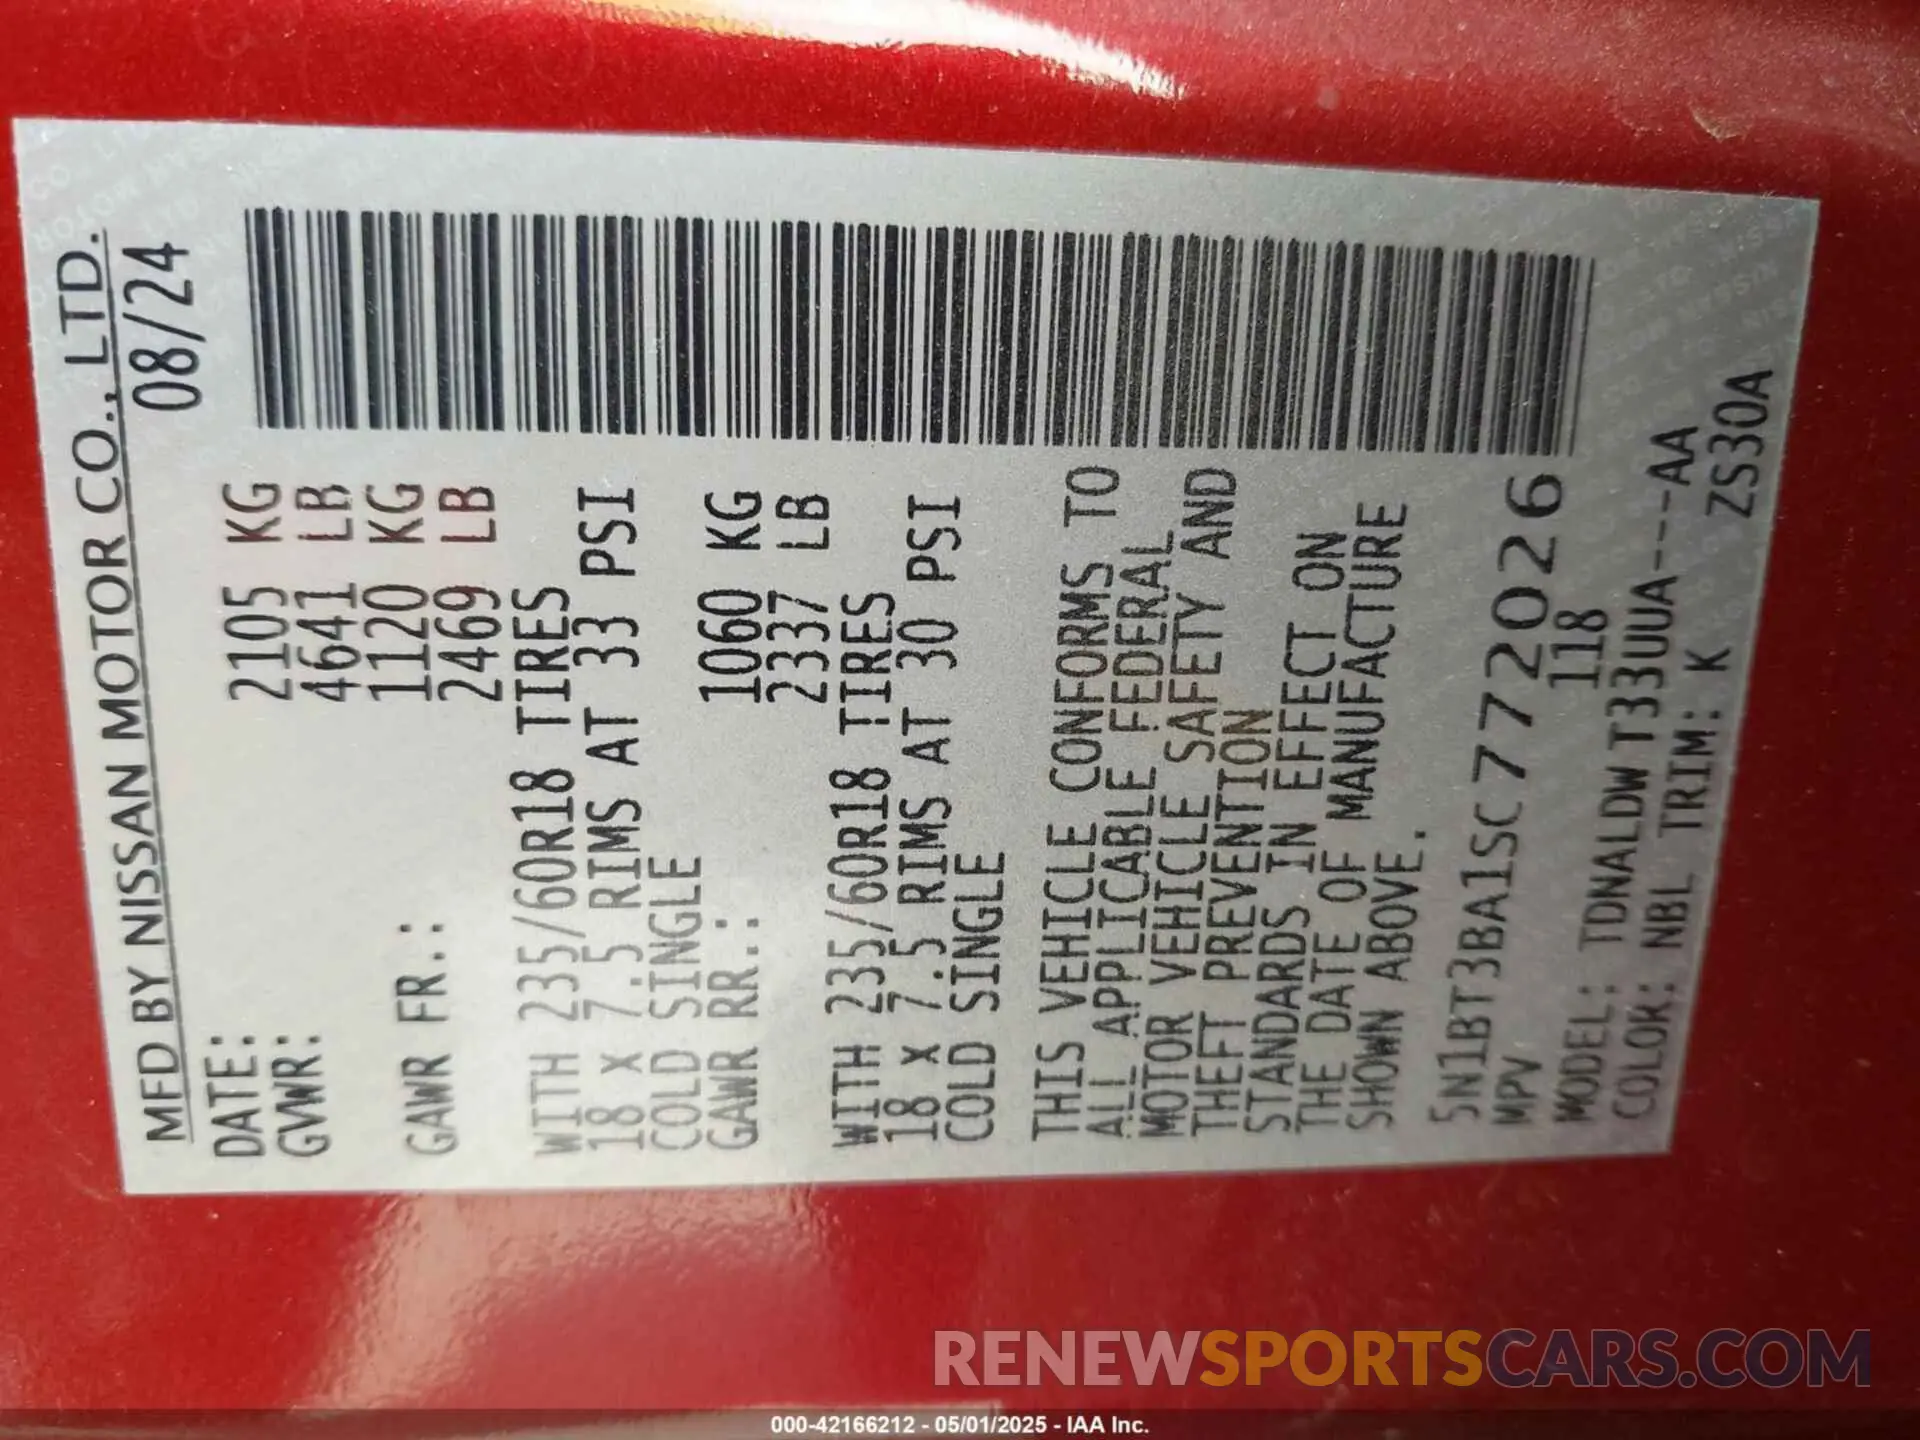 MFD BY NISSAN MOTOR CO., LTD.
DATE: 08/24
GVWR: 2105 KG
4641 LB
GAWR FR.: 1120 KG
2469 LB
WITH 235/60R18 TIRES
18 X 7.5 RIMS AT 33 PSI
COLD SINGLE
GAWR RR.: 1060 KG
2337 LB
WITH 235/60R18 TIRES
18 X 7.5 RIMS AT 30 PSI
COLD SINGLE
THIS VEHICLE CONFORMS TO
ALL APPLICABLE FEDERAL
MOTOR VEHICLE SAFETY AND
THEFT PREVENTION
STANDARDS IN EFFECT ON
THE DATE OF MANUFACTURE
SHOWN ABOVE.
5N1BT3BA1SC772026
MPV 118
MODEL: TDNALDW T33UUA---AA
COLOR: NBL TRIM: K ZS30A
RENEWSPORTSCARS.COM
000-42166212 - 05/01/2025 - IAA Inc.